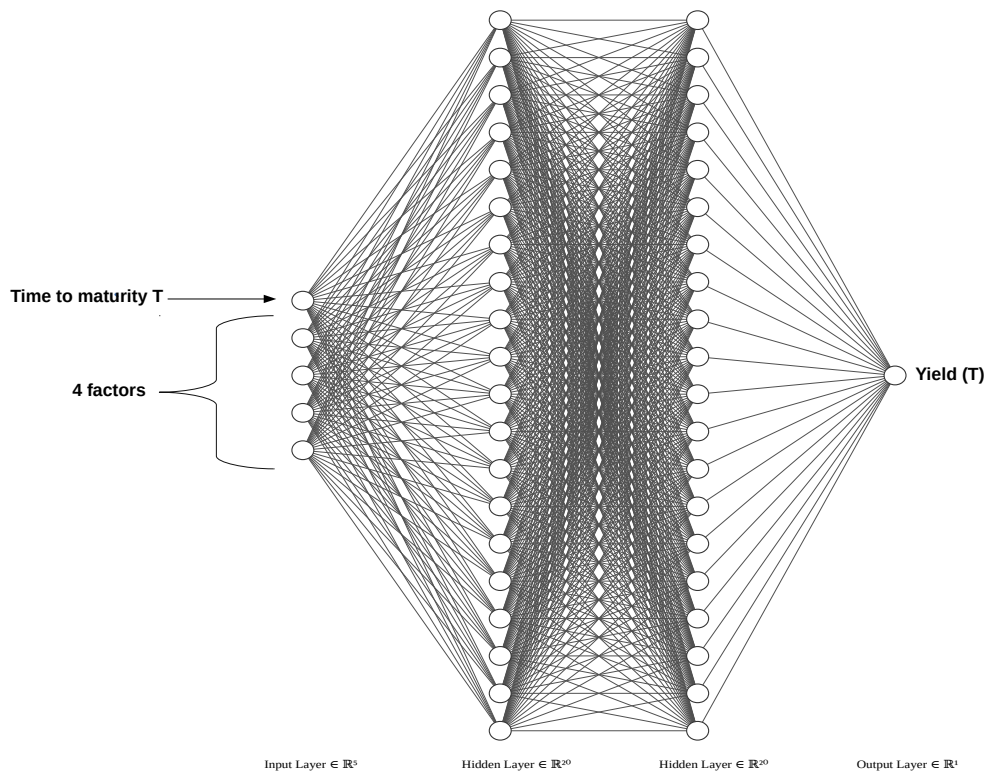 Time to maturity T
4 factors
Yield (T)
Input Layer ∈ ℝ⁵
Hidden Layer ∈ ℝ²⁰
Hidden Layer ∈ ℝ²⁰
Output Layer ∈ ℝ¹